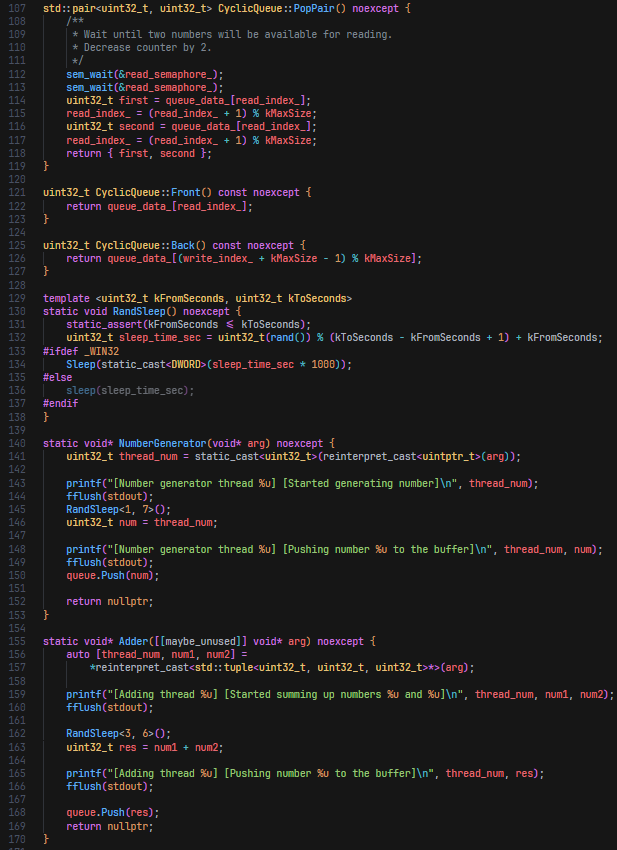 107 std::pair<uint32_t, uint32_t> CyclicQueue::PopPair() noexcept {
108     /**
109      * Wait until two numbers will be available for reading.
110      * Decrease counter by 2.
111      */
112     sem_wait(&read_semaphore_);
113     sem_wait(&read_semaphore_);
114     uint32_t first = queue_data_[read_index_];
115     read_index_ = (read_index_ + 1) % kMaxSize;
116     uint32_t second = queue_data_[read_index_];
117     read_index_ = (read_index_ + 1) % kMaxSize;
118     return { first, second };
119 }
120
121 uint32_t CyclicQueue::Front() const noexcept {
122     return queue_data_[read_index_];
123 }
124
125 uint32_t CyclicQueue::Back() const noexcept {
126     return queue_data_[(write_index_ + kMaxSize - 1) % kMaxSize];
127 }
128
129 template <uint32_t kFromSeconds, uint32_t kToSeconds>
130 static void RandSleep() noexcept {
131     static_assert(kFromSeconds <= kToSeconds);
132     uint32_t sleep_time_sec = uint32_t(rand()) % (kToSeconds - kFromSeconds + 1) + kFromSeconds;
133 #ifdef _WIN32
134     Sleep(static_cast<DWORD>(sleep_time_sec * 1000));
135 #else
136     sleep(sleep_time_sec);
137 #endif
138 }
139
140 static void* NumberGenerator(void* arg) noexcept {
141     uint32_t thread_num = static_cast<uint32_t>(reinterpret_cast<uintptr_t>(arg));
142
143     printf("[Number generator thread %u] [Started generating number]\n", thread_num);
144     fflush(stdout);
145     RandSleep<1, 7>();
146     uint32_t num = thread_num;
147
148     printf("[Number generator thread %u] [Pushing number %u to the buffer]\n", thread_num, num);
149     fflush(stdout);
150     queue.Push(num);
151
152     return nullptr;
153 }
154
155 static void* Adder([[maybe_unused]] void* arg) noexcept {
156     auto [thread_num, num1, num2] =
157         *reinterpret_cast<std::tuple<uint32_t, uint32_t, uint32_t>*>(arg);
158
159     printf("[Adding thread %u] [Started summing up numbers %u and %u]\n", thread_num, num1, num2);
160     fflush(stdout);
161
162     RandSleep<3, 6>();
163     uint32_t res = num1 + num2;
164
165     printf("[Adding thread %u] [Pushing number %u to the buffer]\n", thread_num, res);
166     fflush(stdout);
167
168     queue.Push(res);
169     return nullptr;
170 }